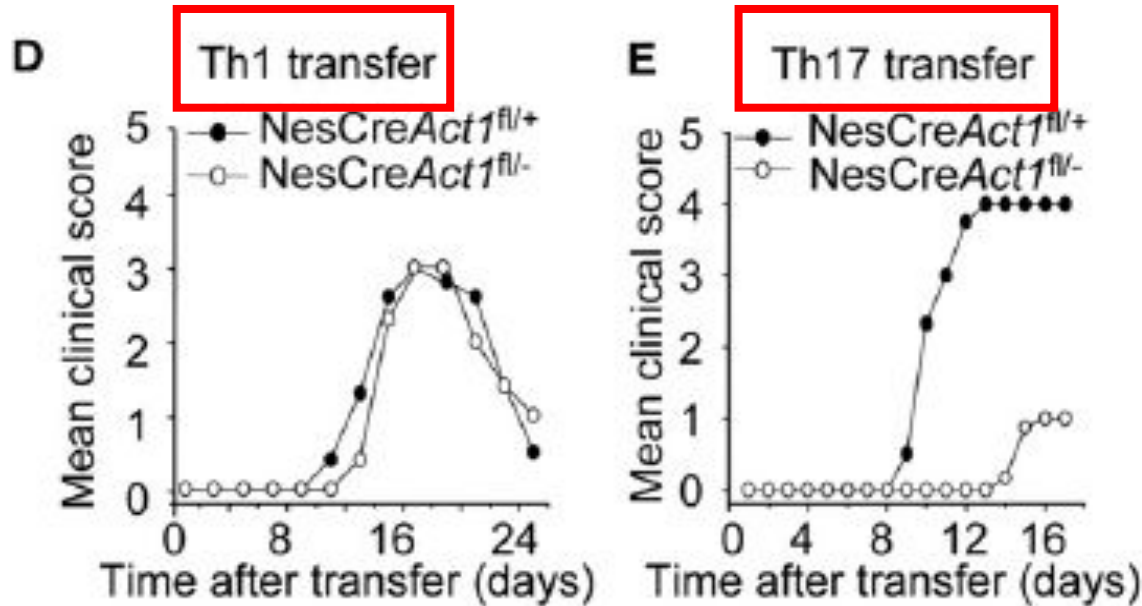 D
Th1 transfer
NesCreAct1fl/+
NesCreAct1fl/-
Mean clinical score
5
4
3
2
1
0
0 8 16 24
Time after transfer (days)
E
Th17 transfer
NesCreAct1fl/+
NesCreAct1fl/-
Mean clinical score
5
4
3
2
1
0
0 4 8 12 16
Time after transfer (days)